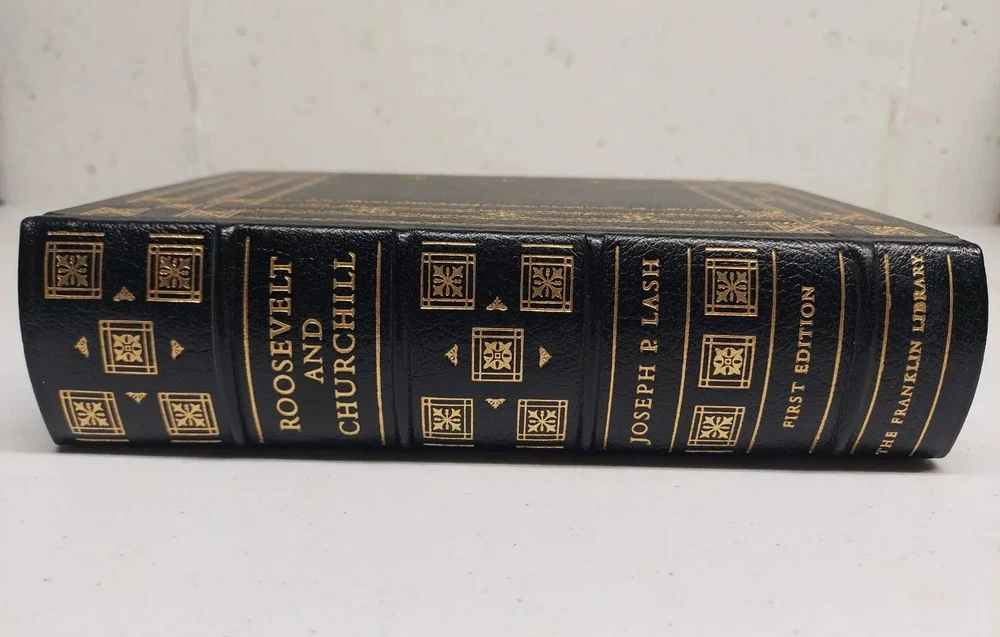 ROOSEVELT
AND
CHURCHILL
JOSEPH P. LASH
FIRST EDITION
THE FRANKLIN LIBRARY